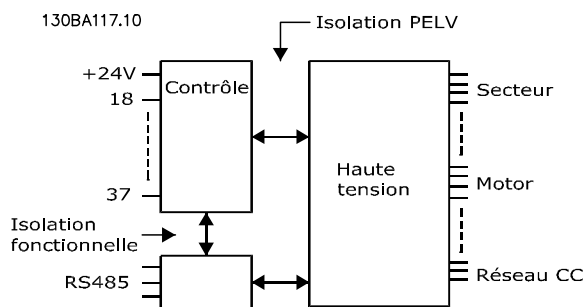 130BA117.10
Isolation PELV
+24V
Contrôle
18
Secteur
Haute
tension
37
Motor
Isolation
fonctionnelle
RS485
Réseau CC